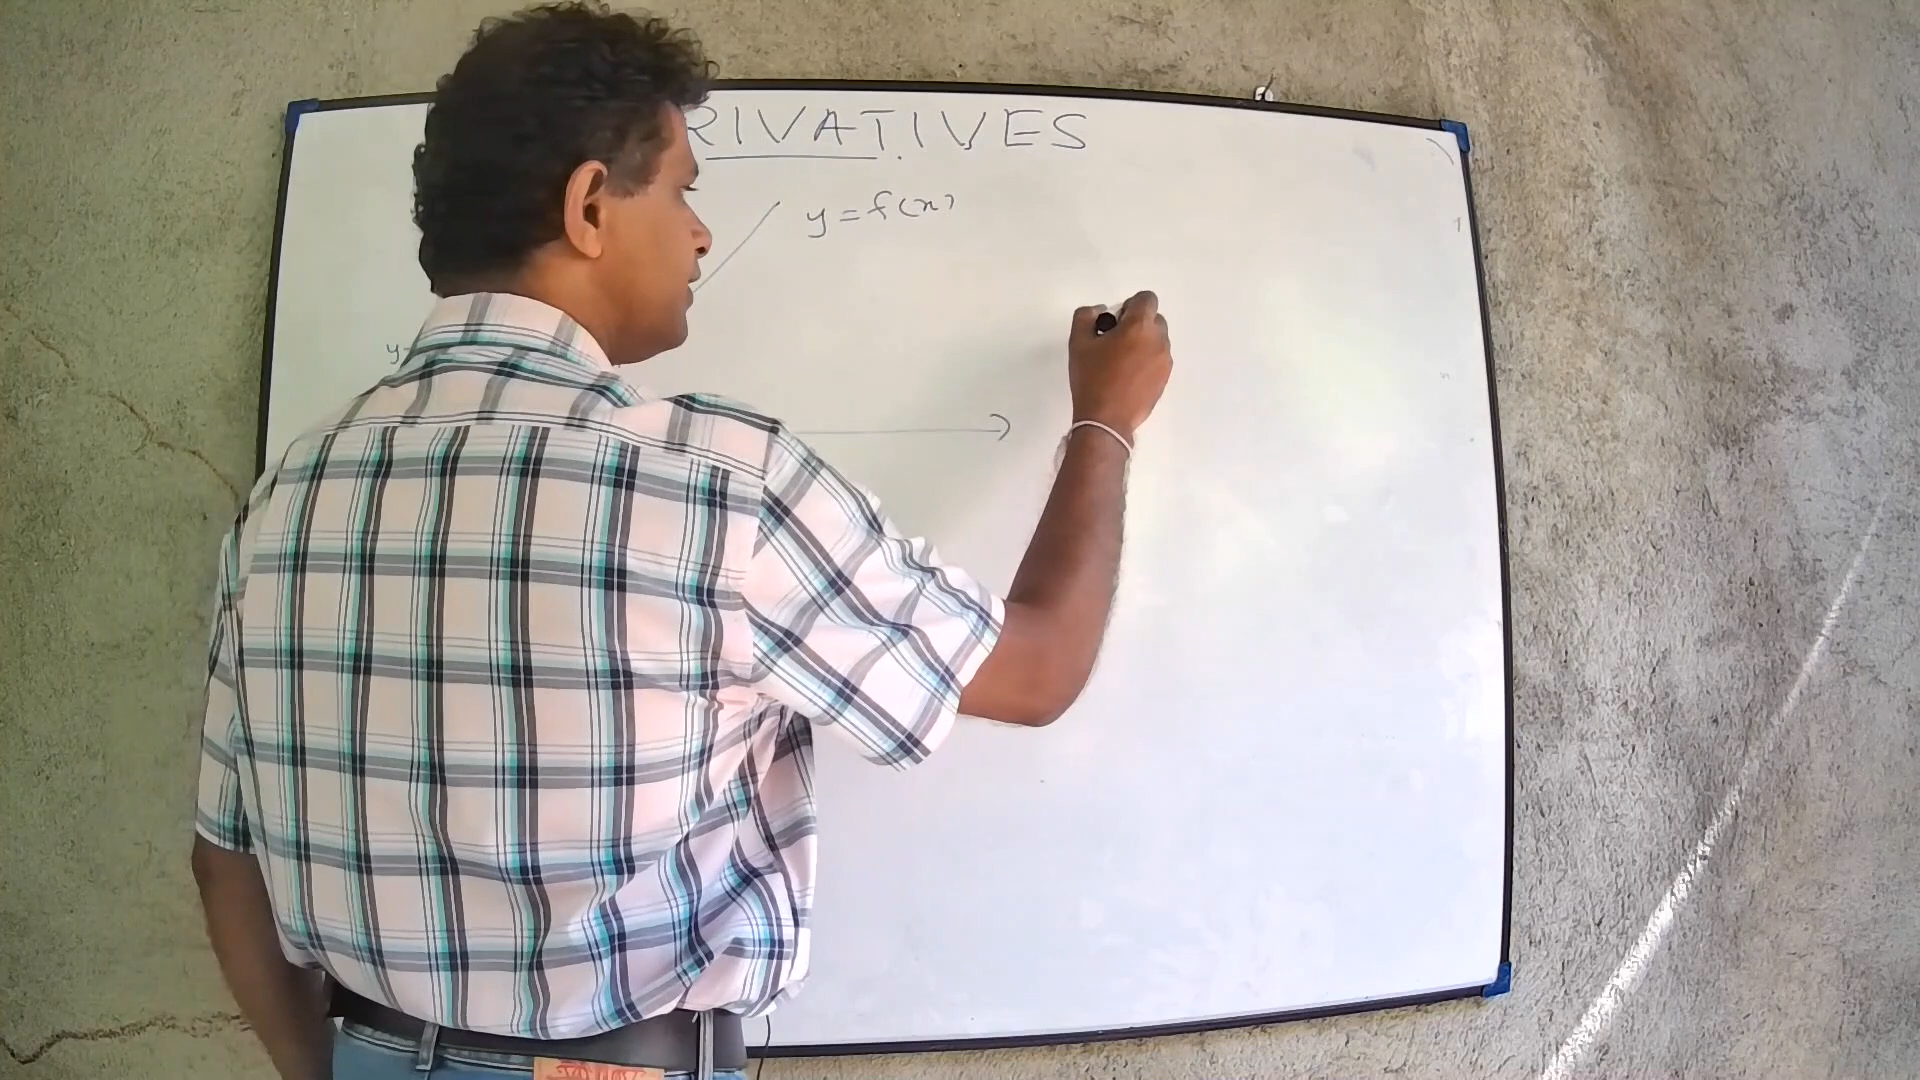 RIVATIVES
y = f(x)
y